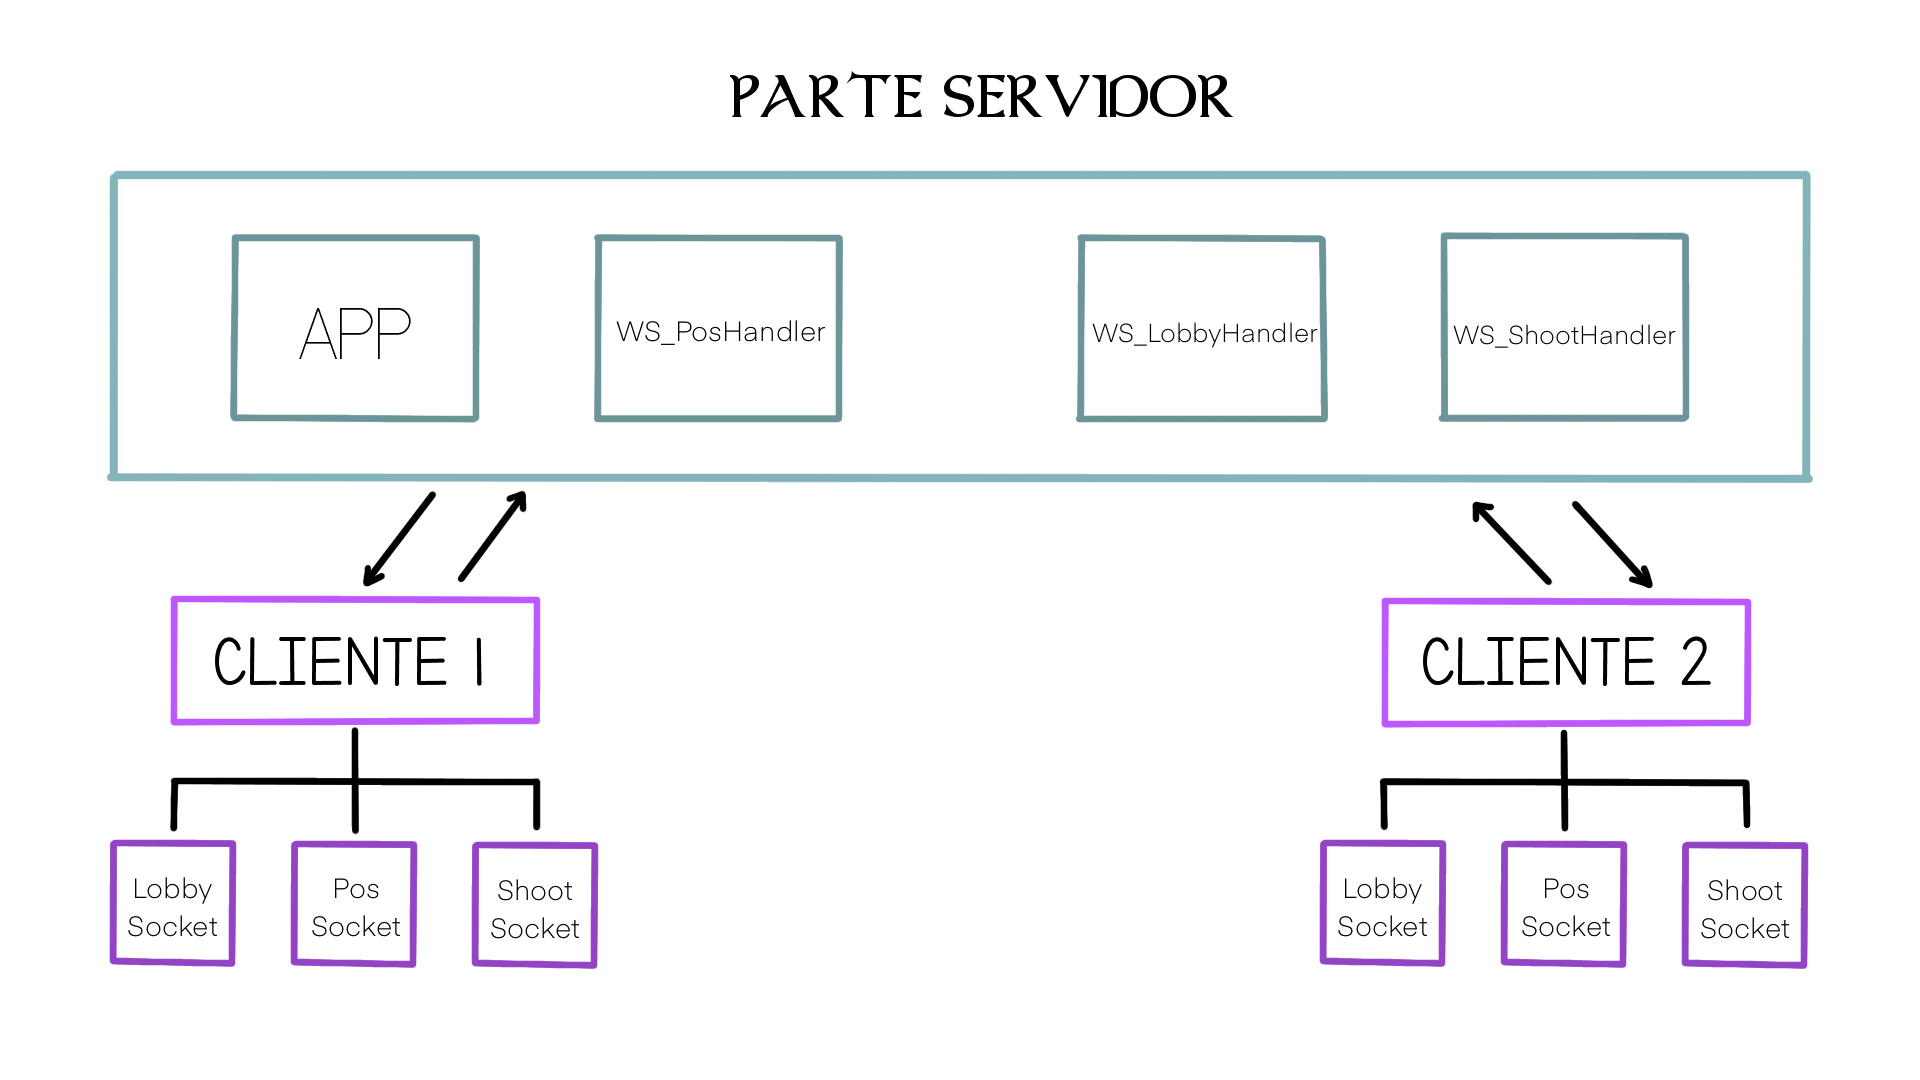 PARTE SERVIDOR
APP
WS_PosHandler
WS_LobbyHandler
WS_ShootHandler
CLIENTE 1
CLIENTE 2
Lobby
Socket
Pos
Socket
Shoot
Socket
Lobby
Socket
Pos
Socket
Shoot
Socket